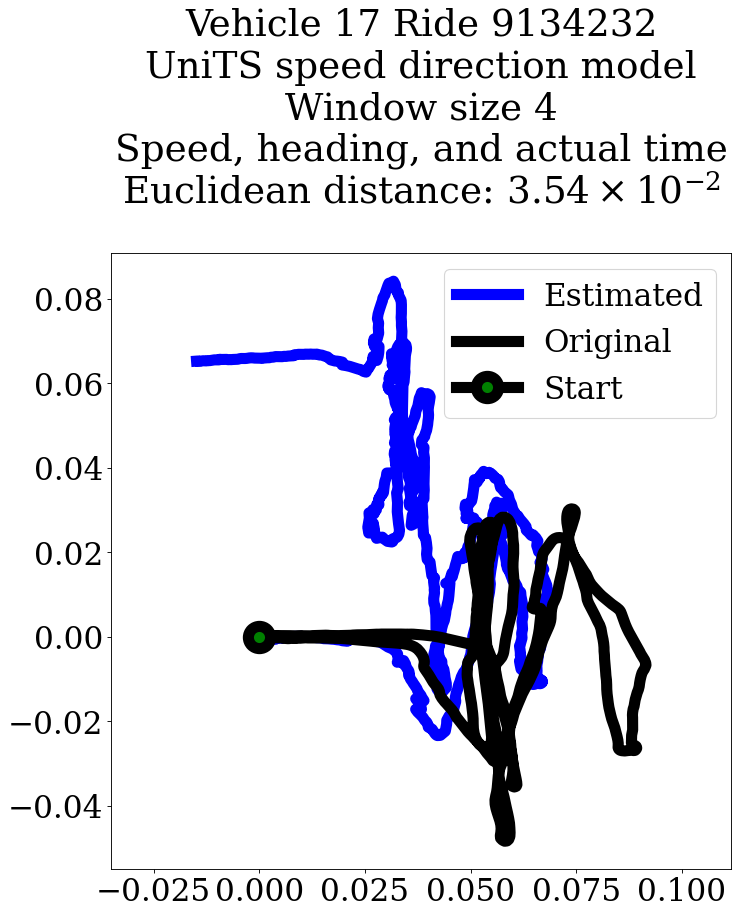 Vehicle 17 Ride 9134232
UniTS speed direction model
Window size 4
Speed, heading, and actual time
Euclidean distance: 3.54 × 10⁻²
Estimated
Original
Start
0.08
0.06
0.04
0.02
0.00
−0.02
−0.04
−0.025 0.000 0.025 0.050 0.075 0.100